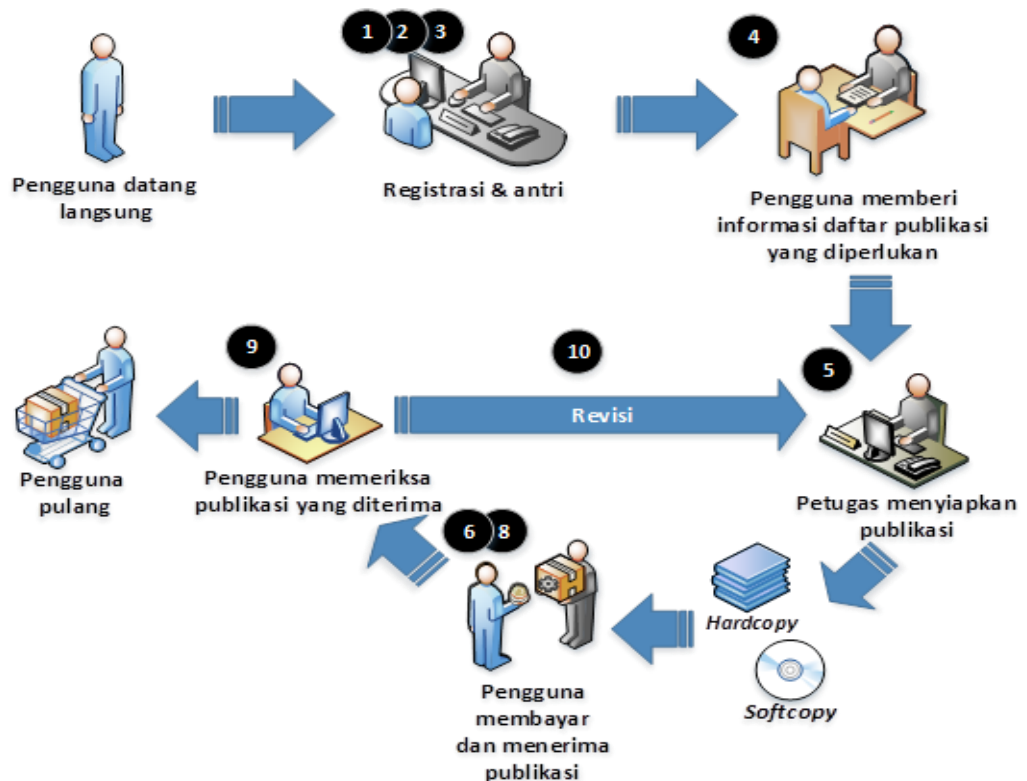 1 2 3
4
Pengguna datang
langsung
Registrasi & antri
Pengguna memberi
informasi daftar publikasi
yang diperlukan
5
Petugas menyiapkan
publikasi
Hardcopy
Softcopy
6 8
Pengguna
membayar
dan menerima
publikasi
9
Pengguna memeriksa
publikasi yang diterima
10
Revisi
Pengguna
pulang